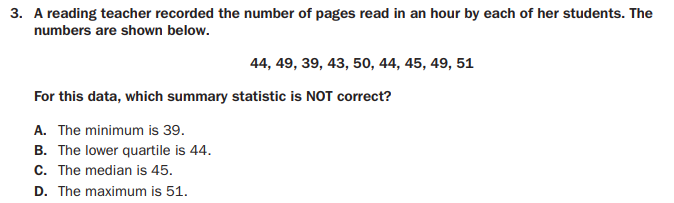 3. A reading teacher recorded the number of pages read in an hour by each of her students. The
numbers are shown below.
44, 49, 39, 43, 50, 44, 45, 49, 51
For this data, which summary statistic is NOT correct?
A. The minimum is 39.
B. The lower quartile is 44.
C. The median is 45.
D. The maximum is 51.